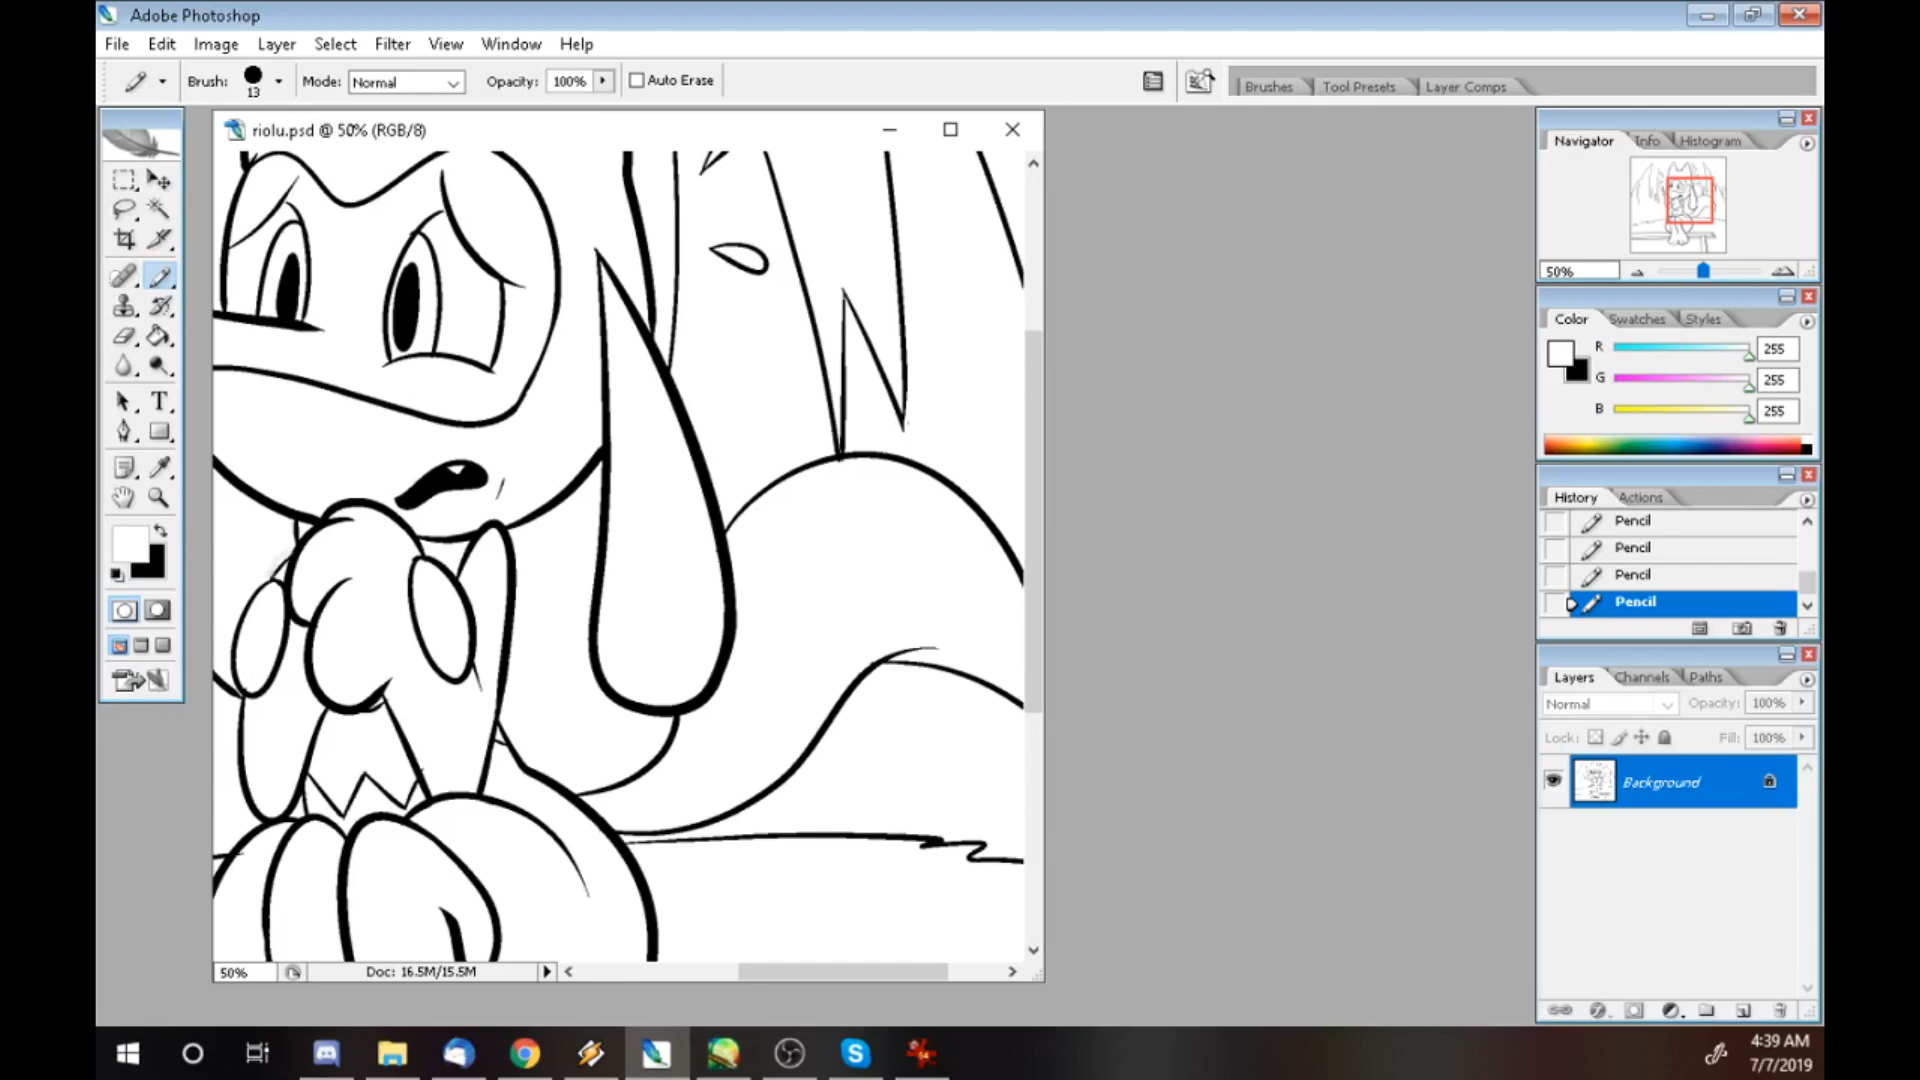 Adobe Photoshop
File Edit Image Layer Select Filter View Window Help
Brush: 13 Mode: Normal Opacity: 100% Auto Erase
Brushes Tool Presets Layer Comps
riolu.psd @ 50% (RGB/8)
Navigator Info Histogram
50%
Color Swatches Styles
R 255
G 255
B 255
History Actions
Pencil
Pencil
Pencil
Pencil
Layers Channels Paths
Normal Opacity: 100%
Lock: Fill: 100%
Background
50% Doc: 16.5M/15.5M
4:39 AM
7/7/2019